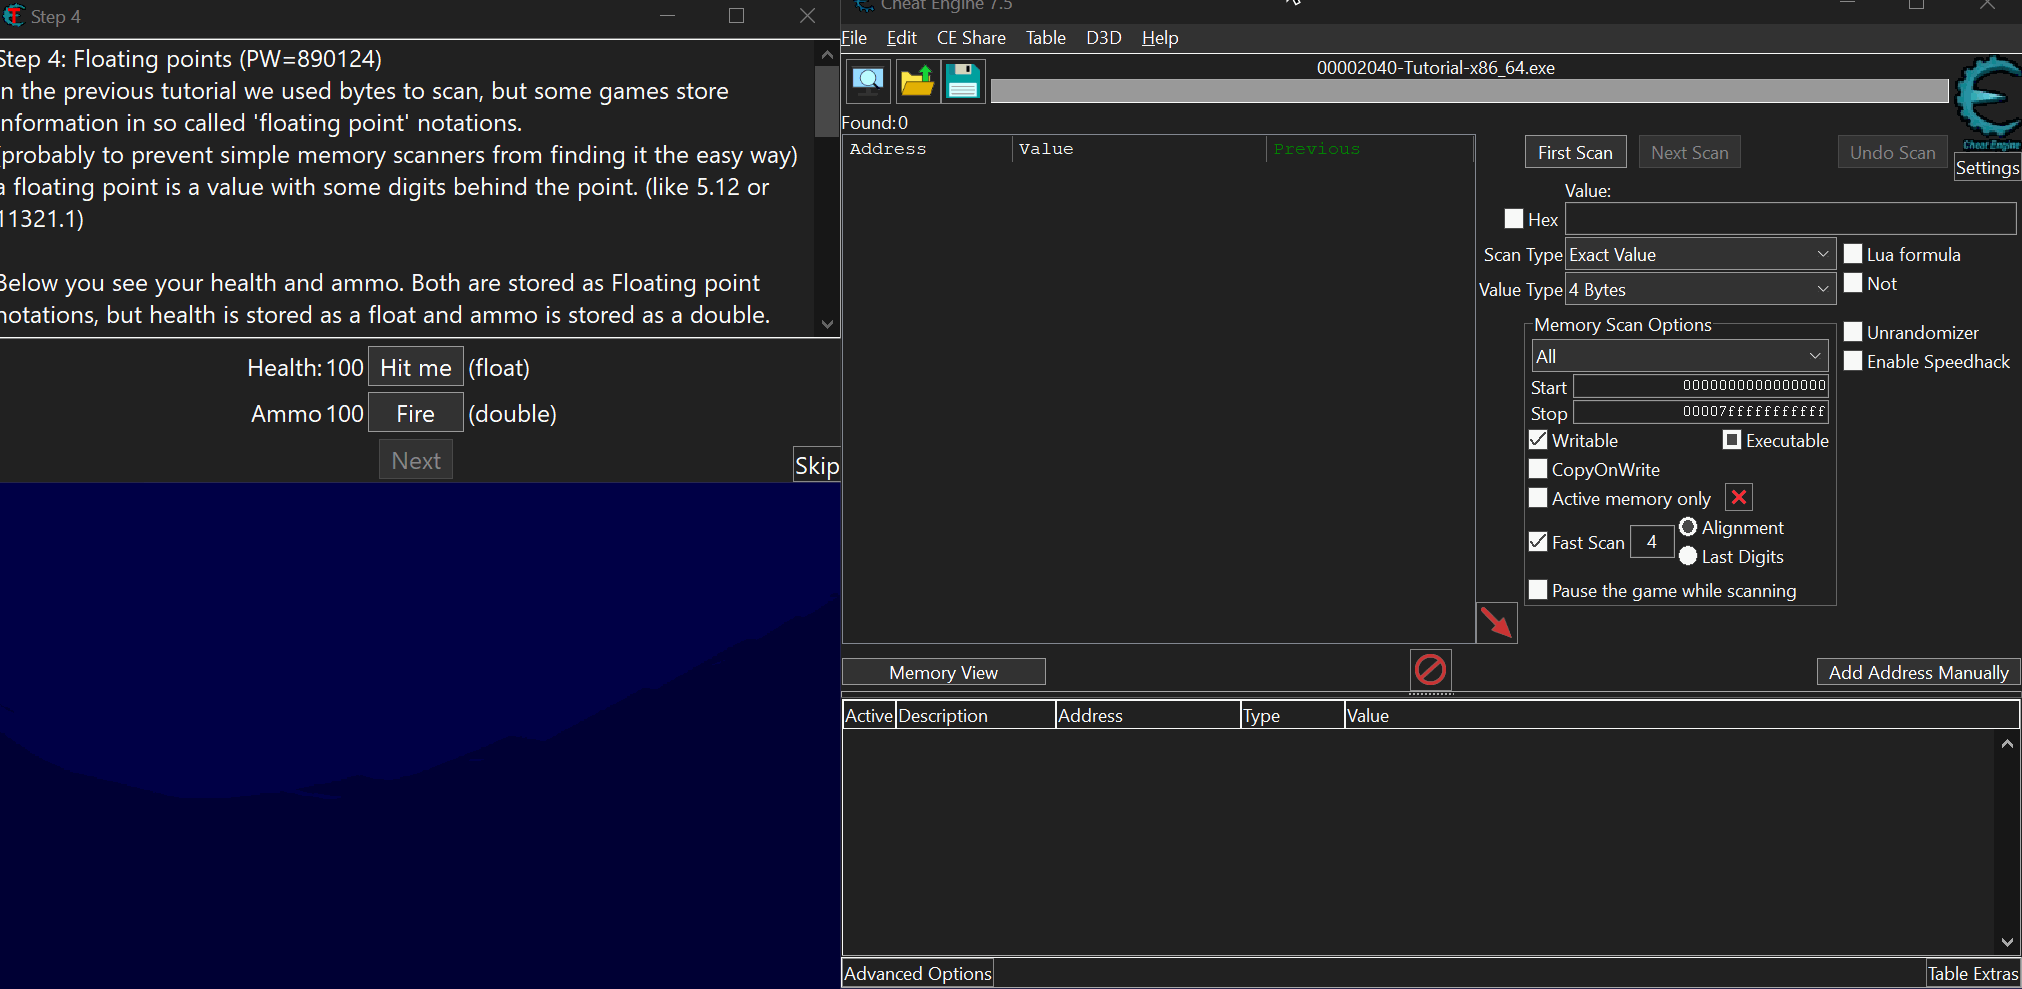 Step 4
Step 4: Floating points (PW=890124)
n the previous tutorial we used bytes to scan, but some games store
nformation in so called 'floating point' notations.
(probably to prevent simple memory scanners from finding it the easy way)
a floating point is a value with some digits behind the point. (like 5.12 or
11321.1)
Below you see your health and ammo. Both are stored as Floating point
notations, but health is stored as a float and ammo is stored as a double.
Health: 100 Hit me (float)
Ammo 100 Fire (double)
Next
Skip
Cheat Engine 7.5
File Edit CE Share Table D3D Help
00002040-Tutorial-x86_64.exe
Cheat Engine
Found: 0
Address Value Previous
First Scan Next Scan Undo Scan
Settings
Value:
Hex
Scan Type Exact Value
Lua formula
Value Type 4 Bytes
Not
Memory Scan Options
All
Unrandomizer
Enable Speedhack
Start 0000000000000000
Stop 00007fffffffffff
Writable Executable
CopyOnWrite
Active memory only
Fast Scan 4 Alignment
Last Digits
Pause the game while scanning
Memory View
Add Address Manually
Active Description Address Type Value
Advanced Options
Table Extras